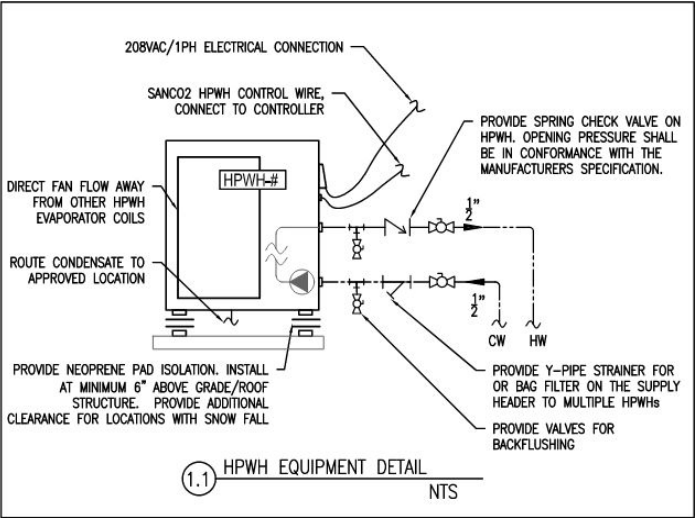 208VAC/1PH ELECTRICAL CONNECTION
SANCO2 HPWH CONTROL WIRE,
CONNECT TO CONTROLLER
PROVIDE SPRING CHECK VALVE ON
HPWH. OPENING PRESSURE SHALL
BE IN CONFORMANCE WITH THE
MANUFACTURERS SPECIFICATION.
HPWH-#
DIRECT FAN FLOW AWAY
FROM OTHER HPWH
EVAPORATOR COILS
1"
2
ROUTE CONDENSATE TO
APPROVED LOCATION
1"
2
CW
HW
PROVIDE NEOPRENE PAD ISOLATION. INSTALL
AT MINIMUM 6" ABOVE GRADE/ROOF
STRUCTURE. PROVIDE ADDITIONAL
CLEARANCE FOR LOCATIONS WITH SNOW FALL
PROVIDE Y-PIPE STRAINER FOR
OR BAG FILTER ON THE SUPPLY
HEADER TO MULTIPLE HPWHs
PROVIDE VALVES FOR
BACKFLUSHING
1.1 HPWH EQUIPMENT DETAIL
NTS